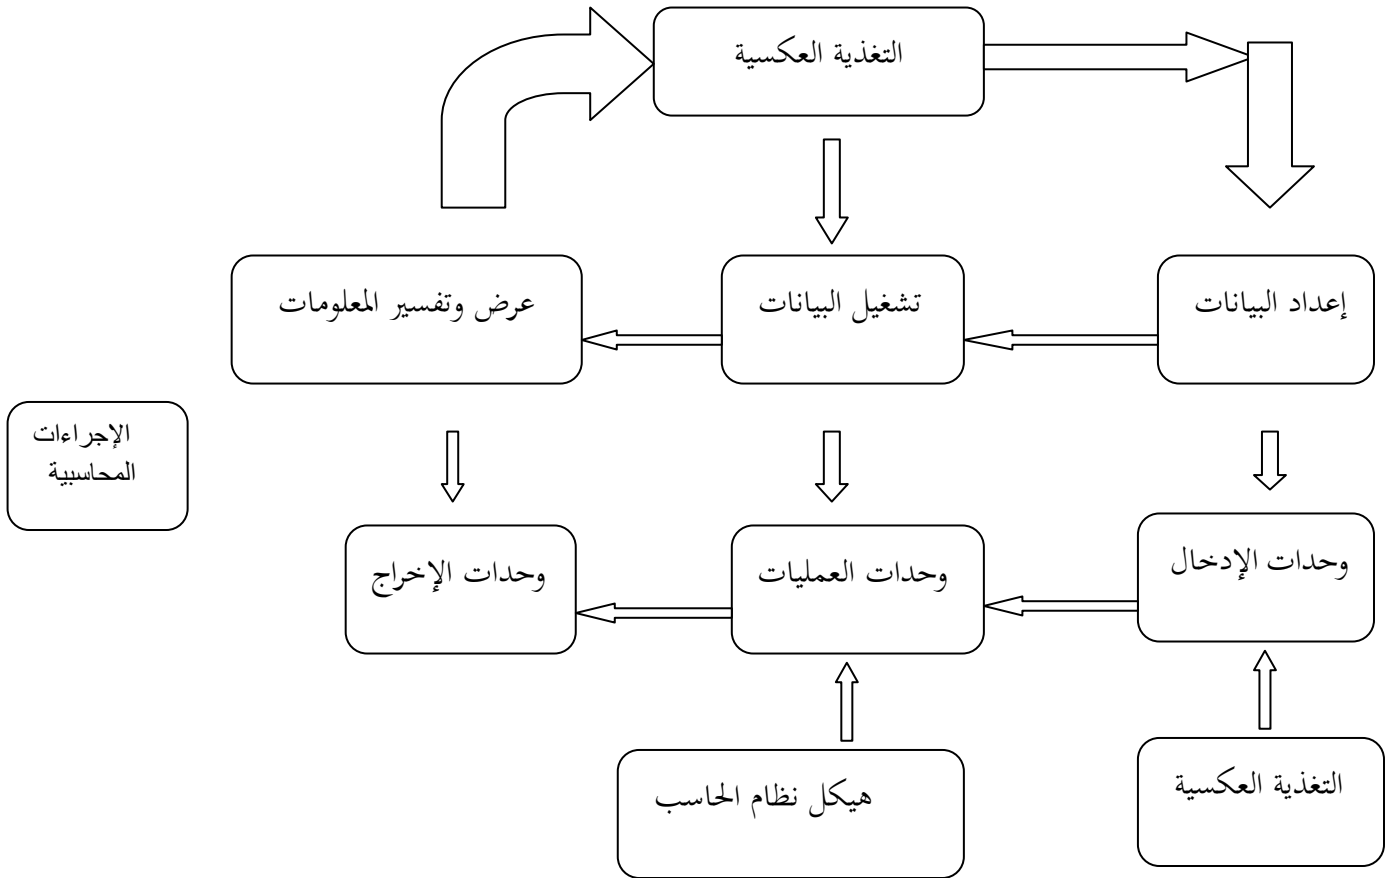 التغذية العكسية
إعداد البيانات
تشغيل البيانات
عرض وتفسير المعلومات
الإجراءات
المحاسبية
وحدات الإدخال
وحدات العمليات
وحدات الإخراج
التغذية العكسية
هيكل نظام الحاسب